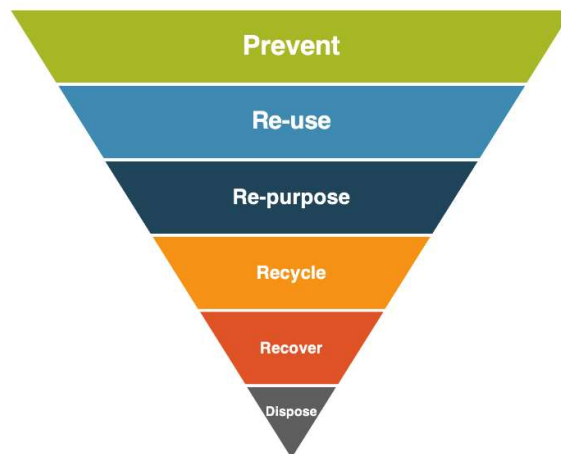 Prevent
Re-use
Re-purpose
Recycle
Recover
Dispose